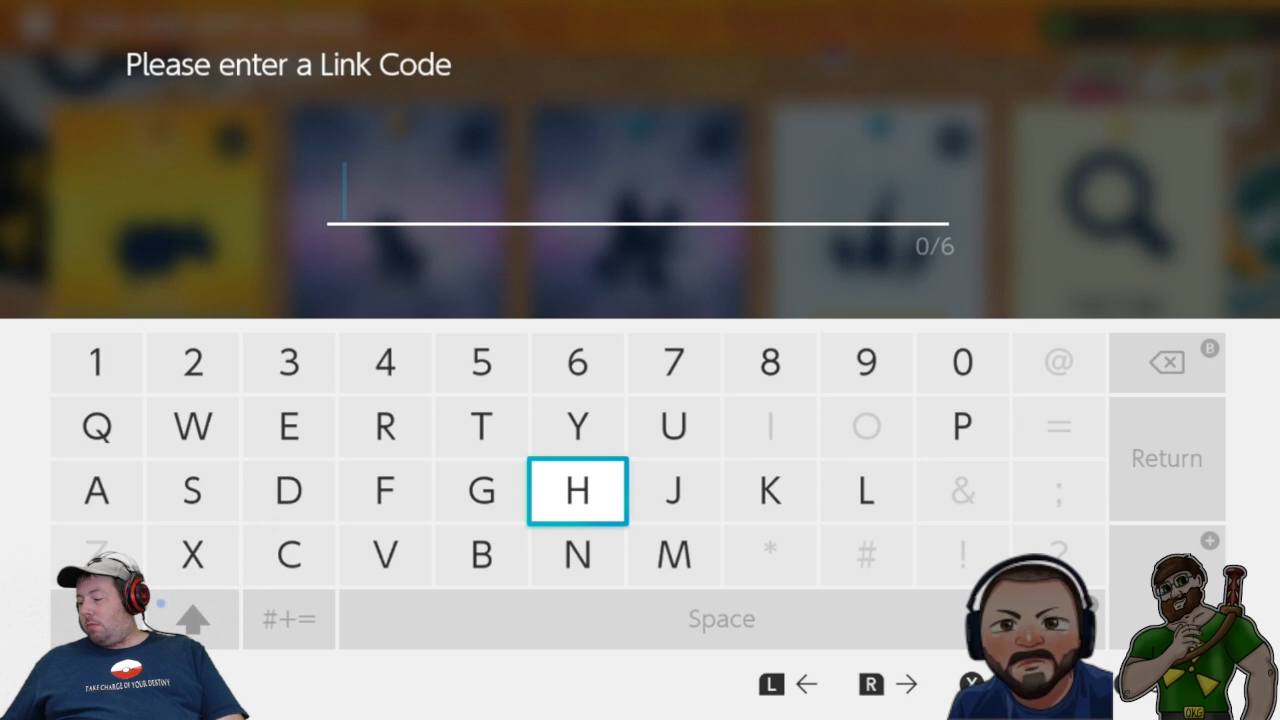 Please enter a Link Code
0/6
1 2 3 4 5 6 7 8 9 0 @ B
Q W E R T Y U I O P =
Return
A S D F G H J K L & ;
Z X C V B N M * # ! ? +
#+= Space
L ← R → Y
TAKE CHARGE OF YOUR DESTINY
OKG